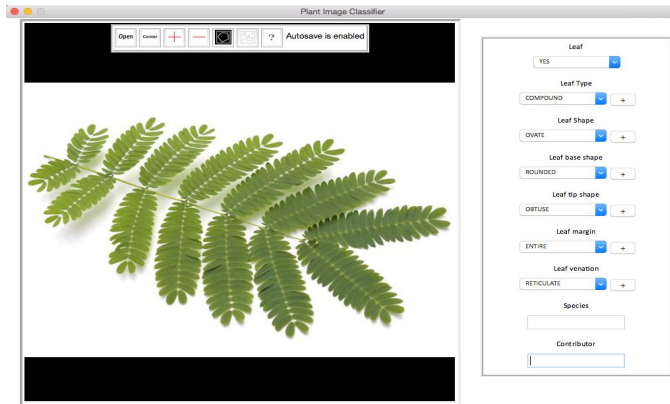 Plant Image Classifier
Open Center ? Autosave is enabled
Leaf
YES
Leaf Type
COMPOUND +
Leaf Shape
OVATE +
Leaf base shape
ROUNDED +
Leaf tip shape
OBTUSE +
Leaf margin
ENTIRE +
Leaf venation
RETICULATE +
Species
Contributor